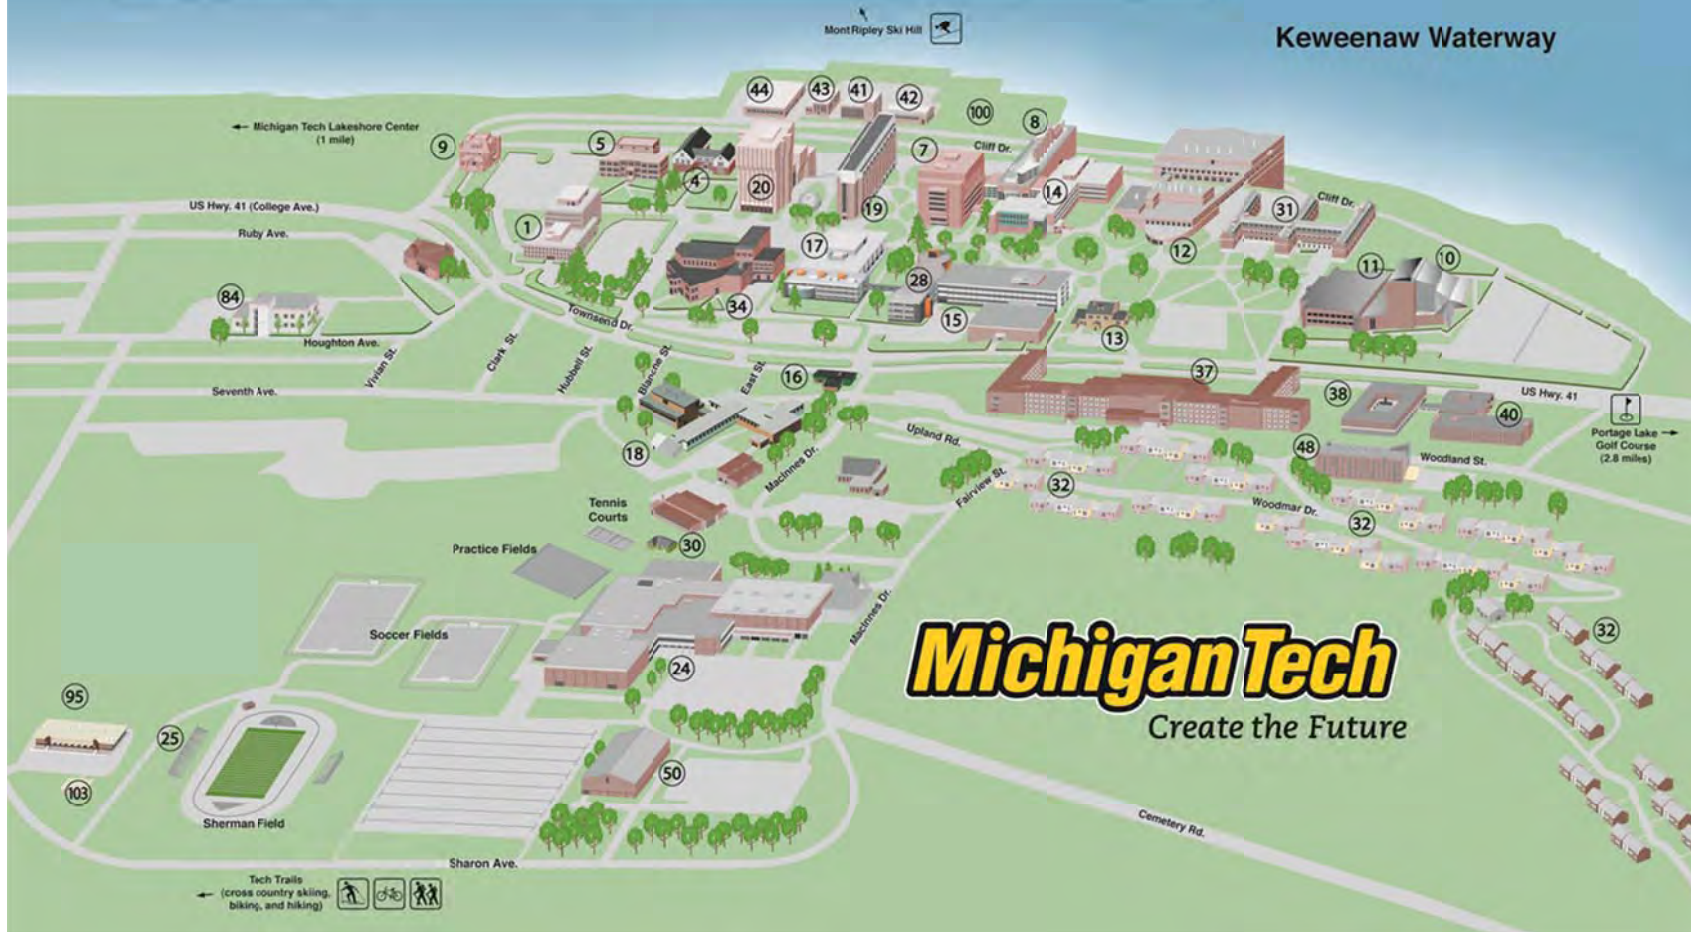 Mont Ripley Ski Hill
Keweenaw Waterway
44
43
41
42
100
8
Michigan Tech Lakeshore Center
(1 mile)
9
5
7
Cliff Dr.
4
20
14
19
Cliff Dr.
31
US Hwy. 41 (College Ave.)
Ruby Ave.
1
17
12
11
10
28
84
34
15
13
Townsend Dr.
Houghton Ave.
Vivian St.
Clark St.
Hubbell St.
Blanche St.
East St.
16
37
38
40
US Hwy. 41
Seventh Ave.
Portage Lake
Golf Course
(2.8 miles)
18
MacInnes Dr.
Upland Rd.
48
Woodland St.
Fairview St.
32
Woodmar Dr.
32
Tennis
Courts
30
Practice Fields
MacInnes Dr.
Soccer Fields
32
24
Michigan Tech
Create the Future
95
25
103
50
Sherman Field
Cemetery Rd.
Sharon Ave.
Tech Trails
(cross country skiing,
biking, and hiking)